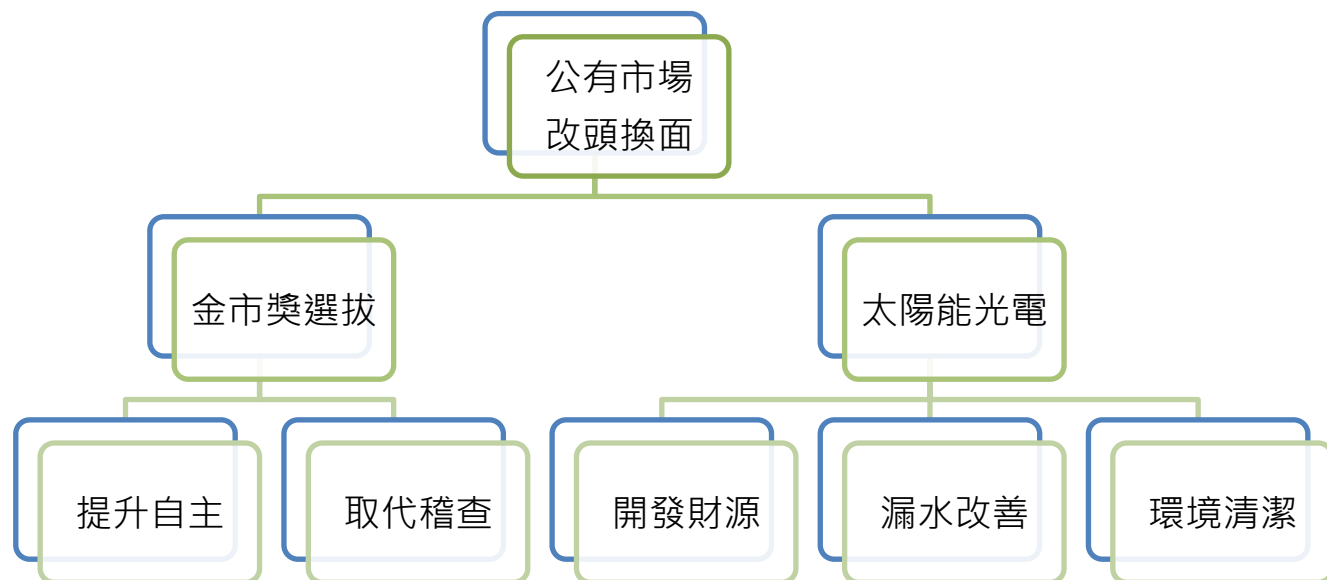 公有市場
改頭換面
金市獎選拔
太陽能光電
提升自主
取代稽查
開發財源
漏水改善
環境清潔